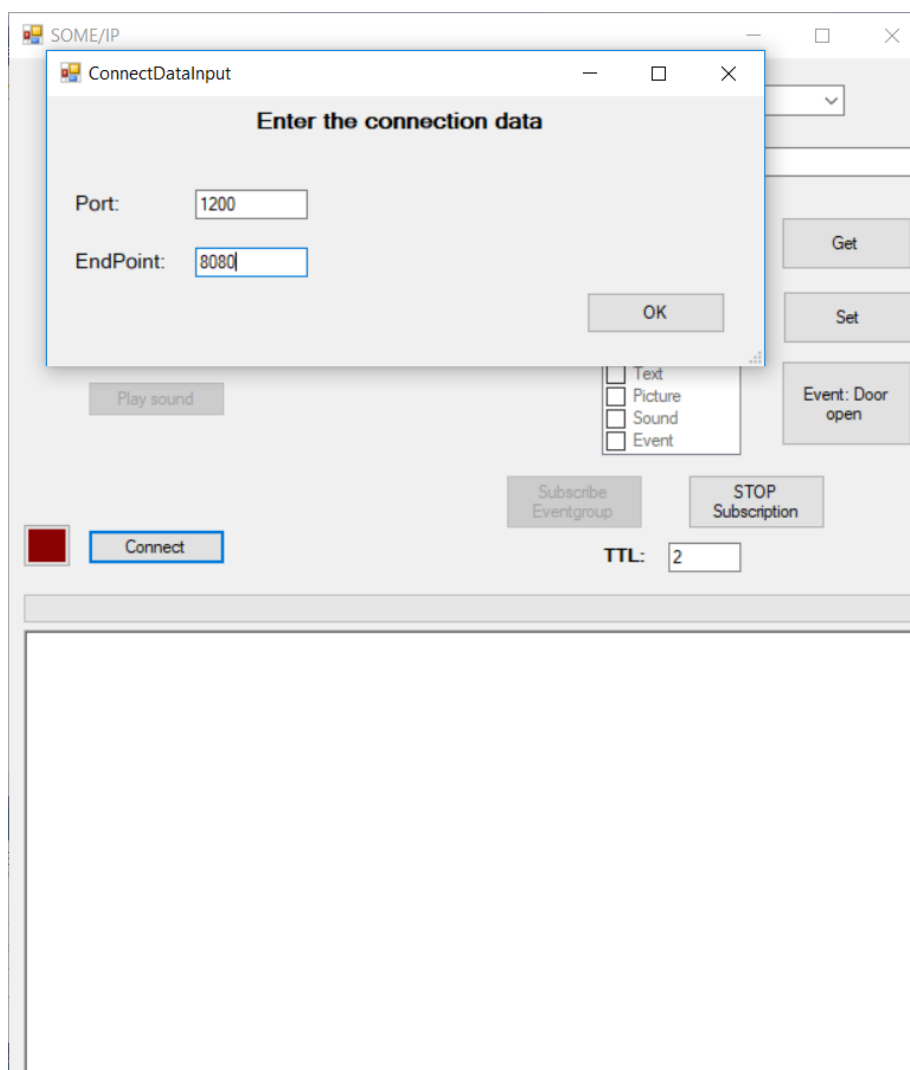 SOME/IP
ConnectDataInput
Enter the connection data
Port: 1200
EndPoint: 8080
OK
Get
Set
Text
Picture
Sound
Event
Event: Door
open
Play sound
Subscribe
Eventgroup
STOP
Subscription
Connect
TTL: 2